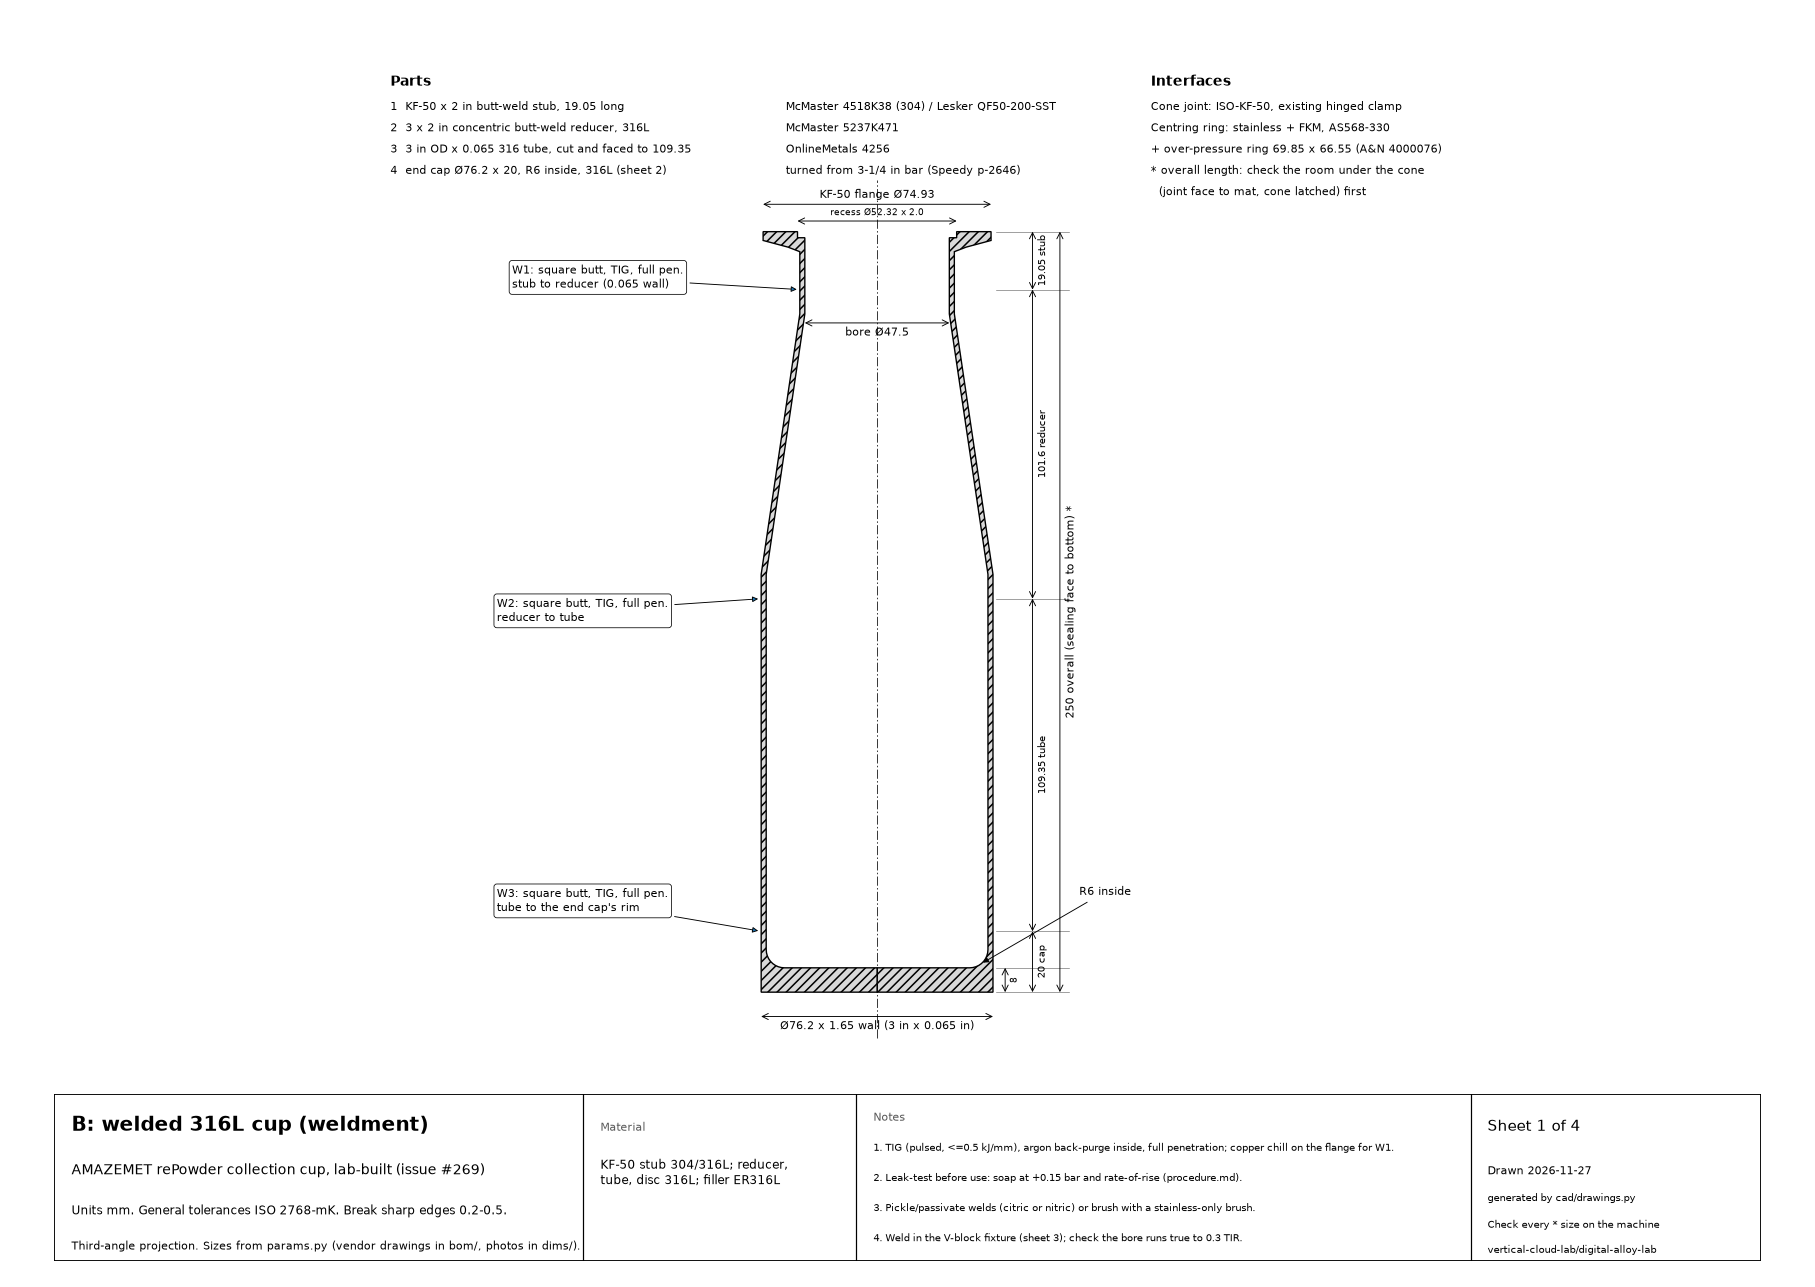 Parts
1 KF-50 x 2 in butt-weld stub, 19.05 long
McMaster 4518K38 (304) / Lesker QF50-200-SST
2 3 x 2 in concentric butt-weld reducer, 316L
McMaster 5237K471
3 3 in OD x 0.065 316 tube, cut and faced to 109.35
OnlineMetals 4256
4 end cap Ø76.2 x 20, R6 inside, 316L (sheet 2)
turned from 3-1/4 in bar (Speedy p-2646)
Interfaces
Cone joint: ISO-KF-50, existing hinged clamp
Centring ring: stainless + FKM, AS568-330
+ over-pressure ring 69.85 x 66.55 (A&N 4000076)
* overall length: check the room under the cone
(joint face to mat, cone latched) first
KF-50 flange Ø74.93
recess Ø52.32 x 2.0
19.05 stub
W1: square butt, TIG, full pen.
stub to reducer (0.065 wall)
bore Ø47.5
101.6 reducer
250 overall (sealing face to bottom) *
W2: square butt, TIG, full pen.
reducer to tube
109.35 tube
W3: square butt, TIG, full pen.
tube to the end cap's rim
R6 inside
20 cap
8
Ø76.2 x 1.65 wall (3 in x 0.065 in)
B: welded 316L cup (weldment)
AMAZEMET rePowder collection cup, lab-built (issue #269)
Units mm. General tolerances ISO 2768-mK. Break sharp edges 0.2-0.5.
Third-angle projection. Sizes from params.py (vendor drawings in bom/, photos in dims/).
Material
KF-50 stub 304/316L; reducer,
tube, disc 316L; filler ER316L
Notes
1. TIG (pulsed, <=0.5 kJ/mm), argon back-purge inside, full penetration; copper chill on the flange for W1.
2. Leak-test before use: soap at +0.15 bar and rate-of-rise (procedure.md).
3. Pickle/passivate welds (citric or nitric) or brush with a stainless-only brush.
4. Weld in the V-block fixture (sheet 3); check the bore runs true to 0.3 TIR.
Sheet 1 of 4
Drawn 2026-11-27
generated by cad/drawings.py
Check every * size on the machine
vertical-cloud-lab/digital-alloy-lab